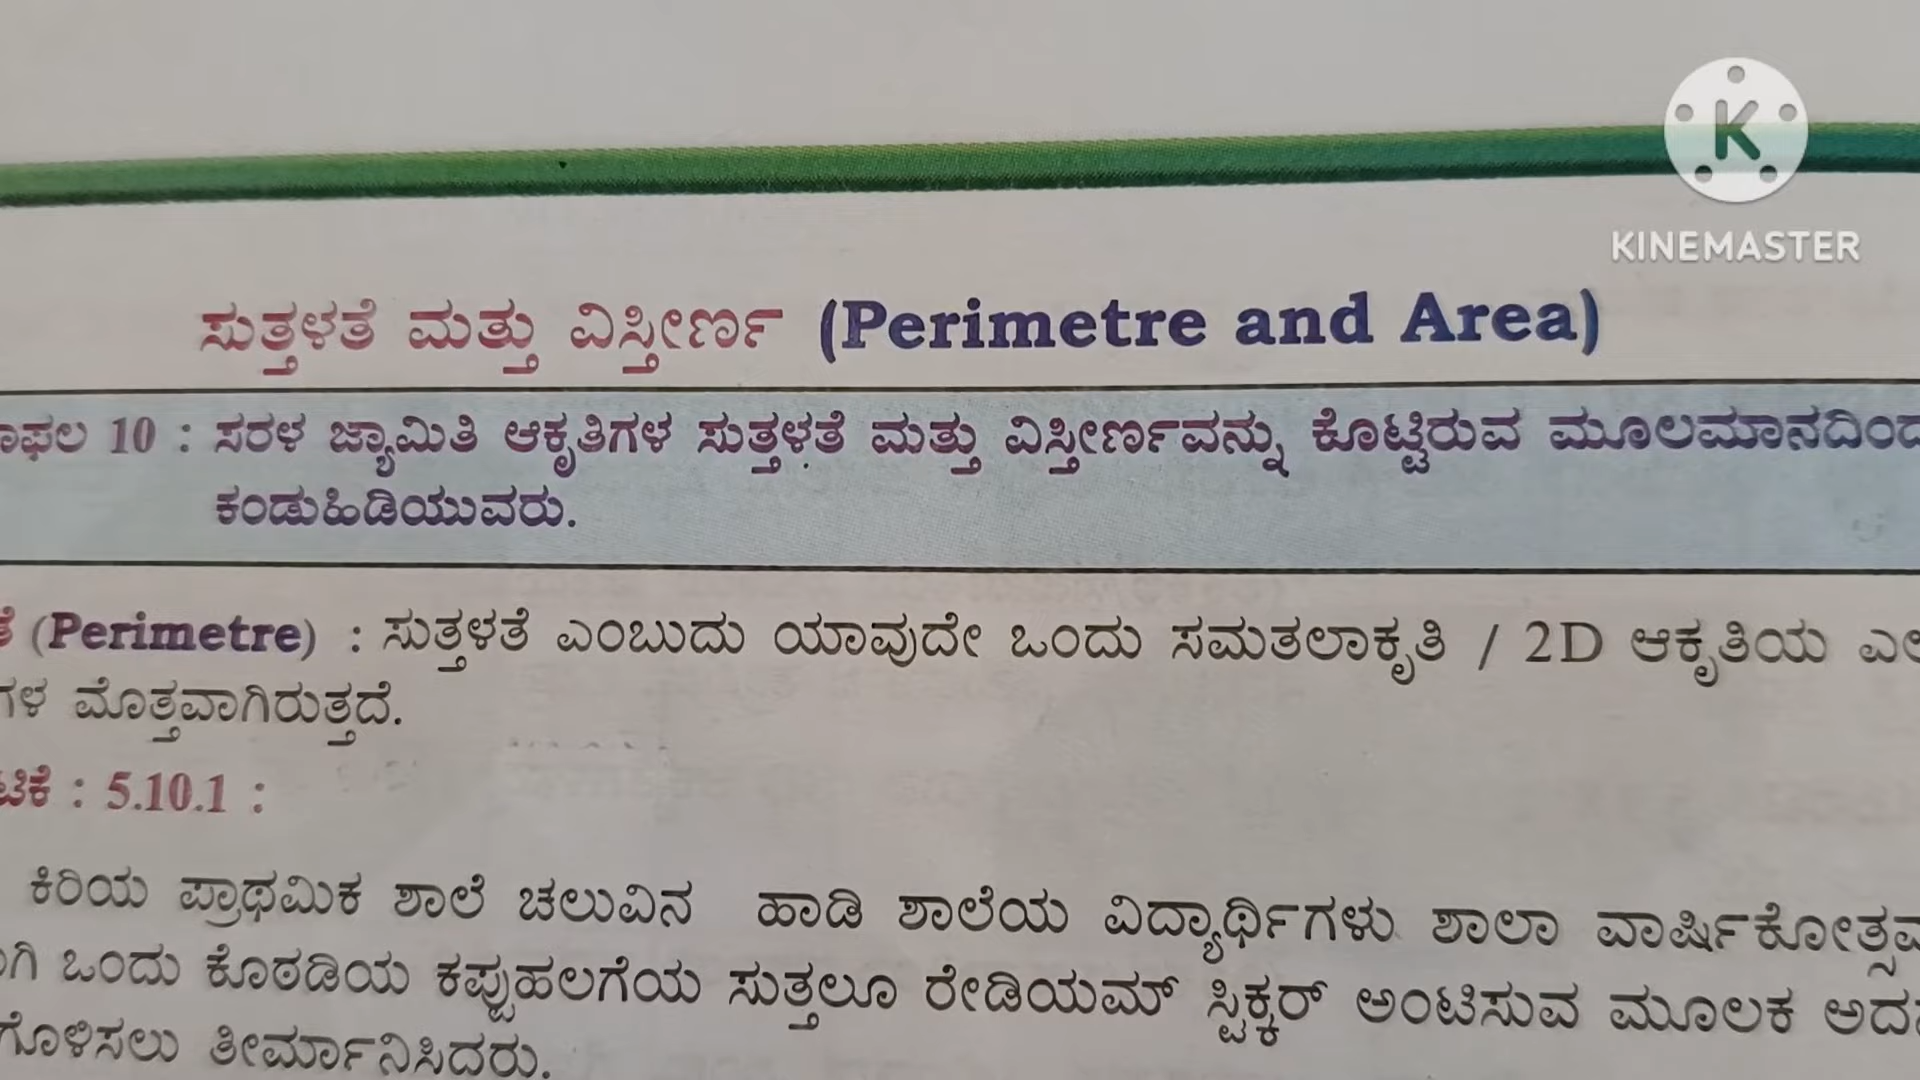 KINEMASTER
ಸುತ್ತಳತೆ ಮತ್ತು ವಿಸ್ತೀರ್ಣ (Perimetre and Area)
10 : ಸರಳ ಜ್ಯಾಮಿತಿ ಆಕೃತಿಗಳ ಸುತ್ತಳತೆ ಮತ್ತು ವಿಸ್ತೀರ್ಣವನ್ನು ಕೊಟ್ಟಿರುವ ಮೂಲಮಾನದಿಂದ
ಕಂಡುಹಿಡಿಯುವರು.
(Perimetre) : ಸುತ್ತಳತೆ ಎಂಬುದು ಯಾವುದೇ ಒಂದು ಸಮತಲಾಕೃತಿ / 2D ಆಕೃತಿಯ
ಗಳ ಮೊತ್ತವಾಗಿರುತ್ತದೆ.
ಟಿಕೆ : 5.10.1 :
ಕಿರಿಯ ಪ್ರಾಥಮಿಕ ಶಾಲೆ ಚಲುವಿನ ಹಾಡಿ ಶಾಲೆಯ ವಿದ್ಯಾರ್ಥಿಗಳು ಶಾಲಾ ವಾರ್ಷಿಕೋತ್ಸವ
ಗಿ ಒಂದು ಕೊಠಡಿಯ ಕಪ್ಪುಹಲಗೆಯ ಸುತ್ತಲೂ ರೇಡಿಯಮ್ ಸ್ಟಿಕ್ಕರ್ ಅಂಟಿಸುವ ಮೂಲಕ
ಗೊಳಿಸಲು ತೀರ್ಮಾನಿಸಿದರು.